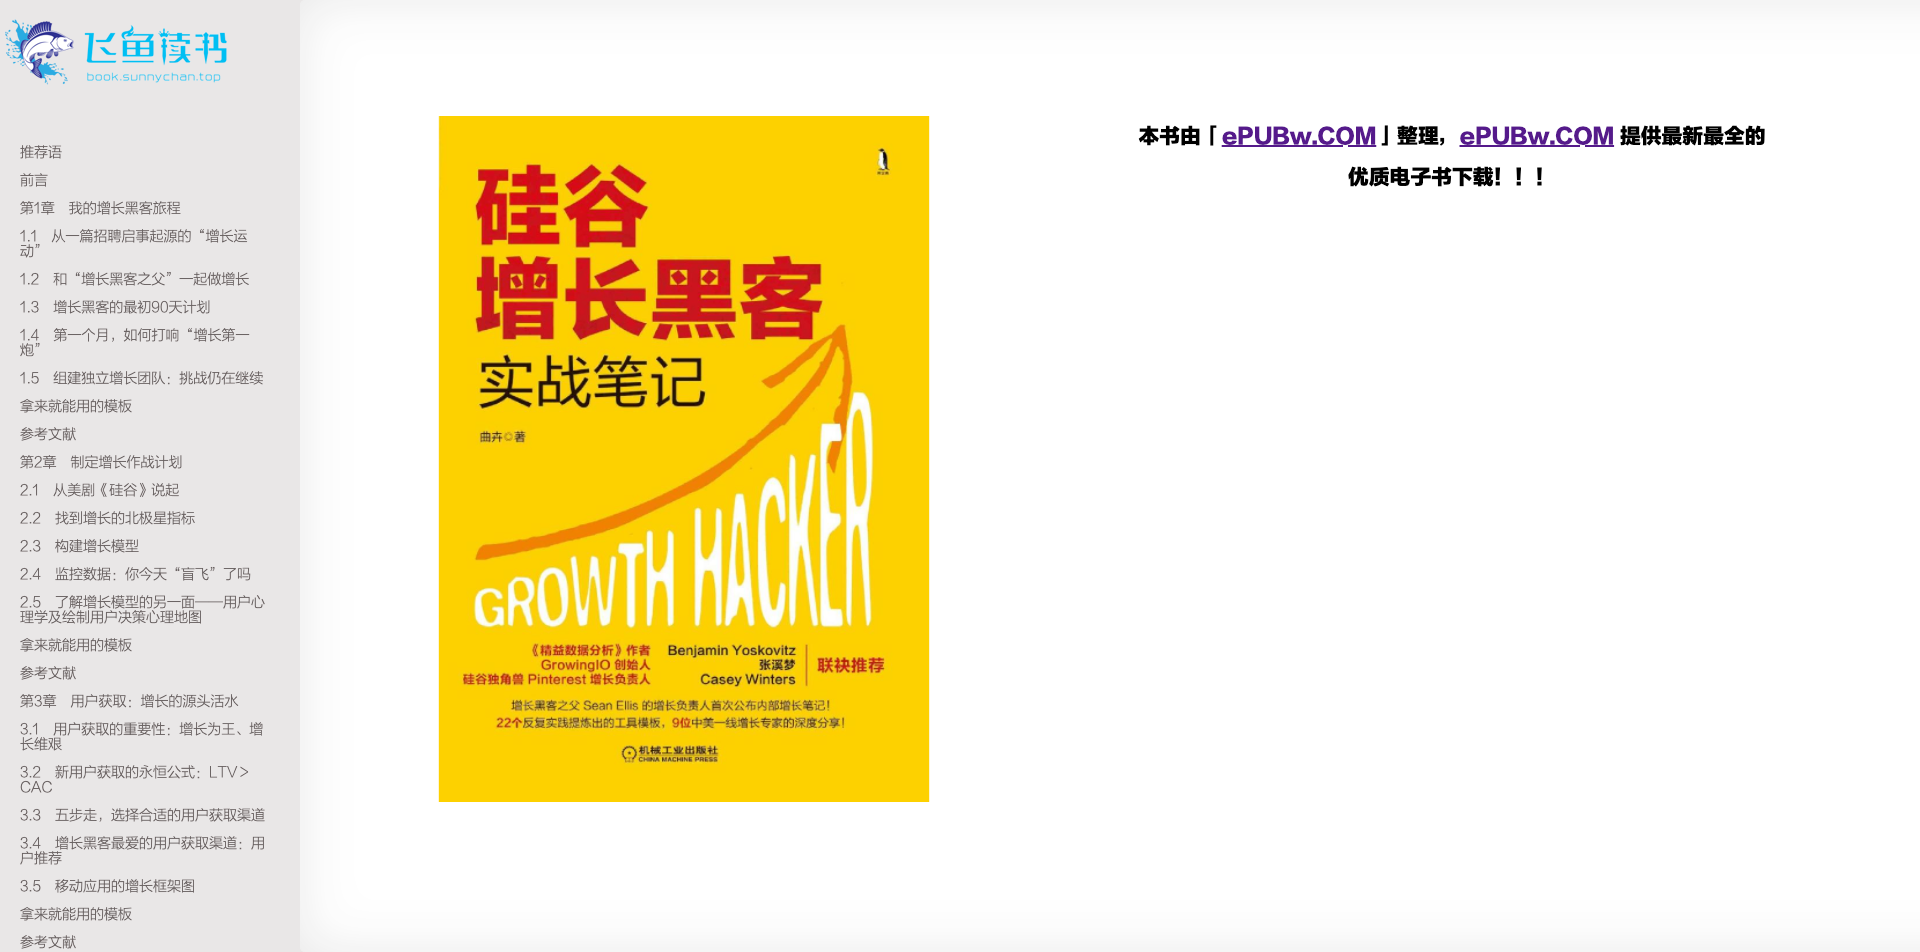 飞鱼读书
book.sunnychan.top
推荐语
前言
第1章 我的增长黑客旅程
1.1 从一篇招聘启事起源的“增长运
动”
1.2 和“增长黑客之父”一起做增长
1.3 增长黑客的最初90天计划
1.4 第一个月，如何打响“增长第一
炮”
1.5 组建独立增长团队：挑战仍在继续
拿来就能用的模板
参考文献
第2章 制定增长作战计划
2.1 从美剧《硅谷》说起
2.2 找到增长的北极星指标
2.3 构建增长模型
2.4 监控数据：你今天“盲飞”了吗
2.5 了解增长模型的另一面——用户心
理学及绘制用户决策心理地图
拿来就能用的模板
参考文献
第3章 用户获取：增长的源头活水
3.1 用户获取的重要性：增长为王、增
长维艰
3.2 新用户获取的永恒公式：LTV＞
CAC
3.3 五步走，选择合适的用户获取渠道
3.4 增长黑客最爱的用户获取渠道：用
户推荐
3.5 移动应用的增长框架图
拿来就能用的模板
参考文献
硅谷
增长黑客
实战笔记
曲卉◎著
GROWTH HACKER
《精益数据分析》作者 Benjamin Yoskovitz
GrowingIO 创始人 张溪梦
硅谷独角兽 Pinterest 增长负责人 Casey Winters
联袂推荐
增长黑客之父 Sean Ellis 的增长负责人首次公布内部增长笔记！
22个反复实践提炼出的工具模板，9位中美一线增长专家的深度分享！
机械工业出版社
CHINA MACHINE PRESS
本书由「ePUBw.COM」整理，ePUBw.COM 提供最新最全的
优质电子书下载！！！